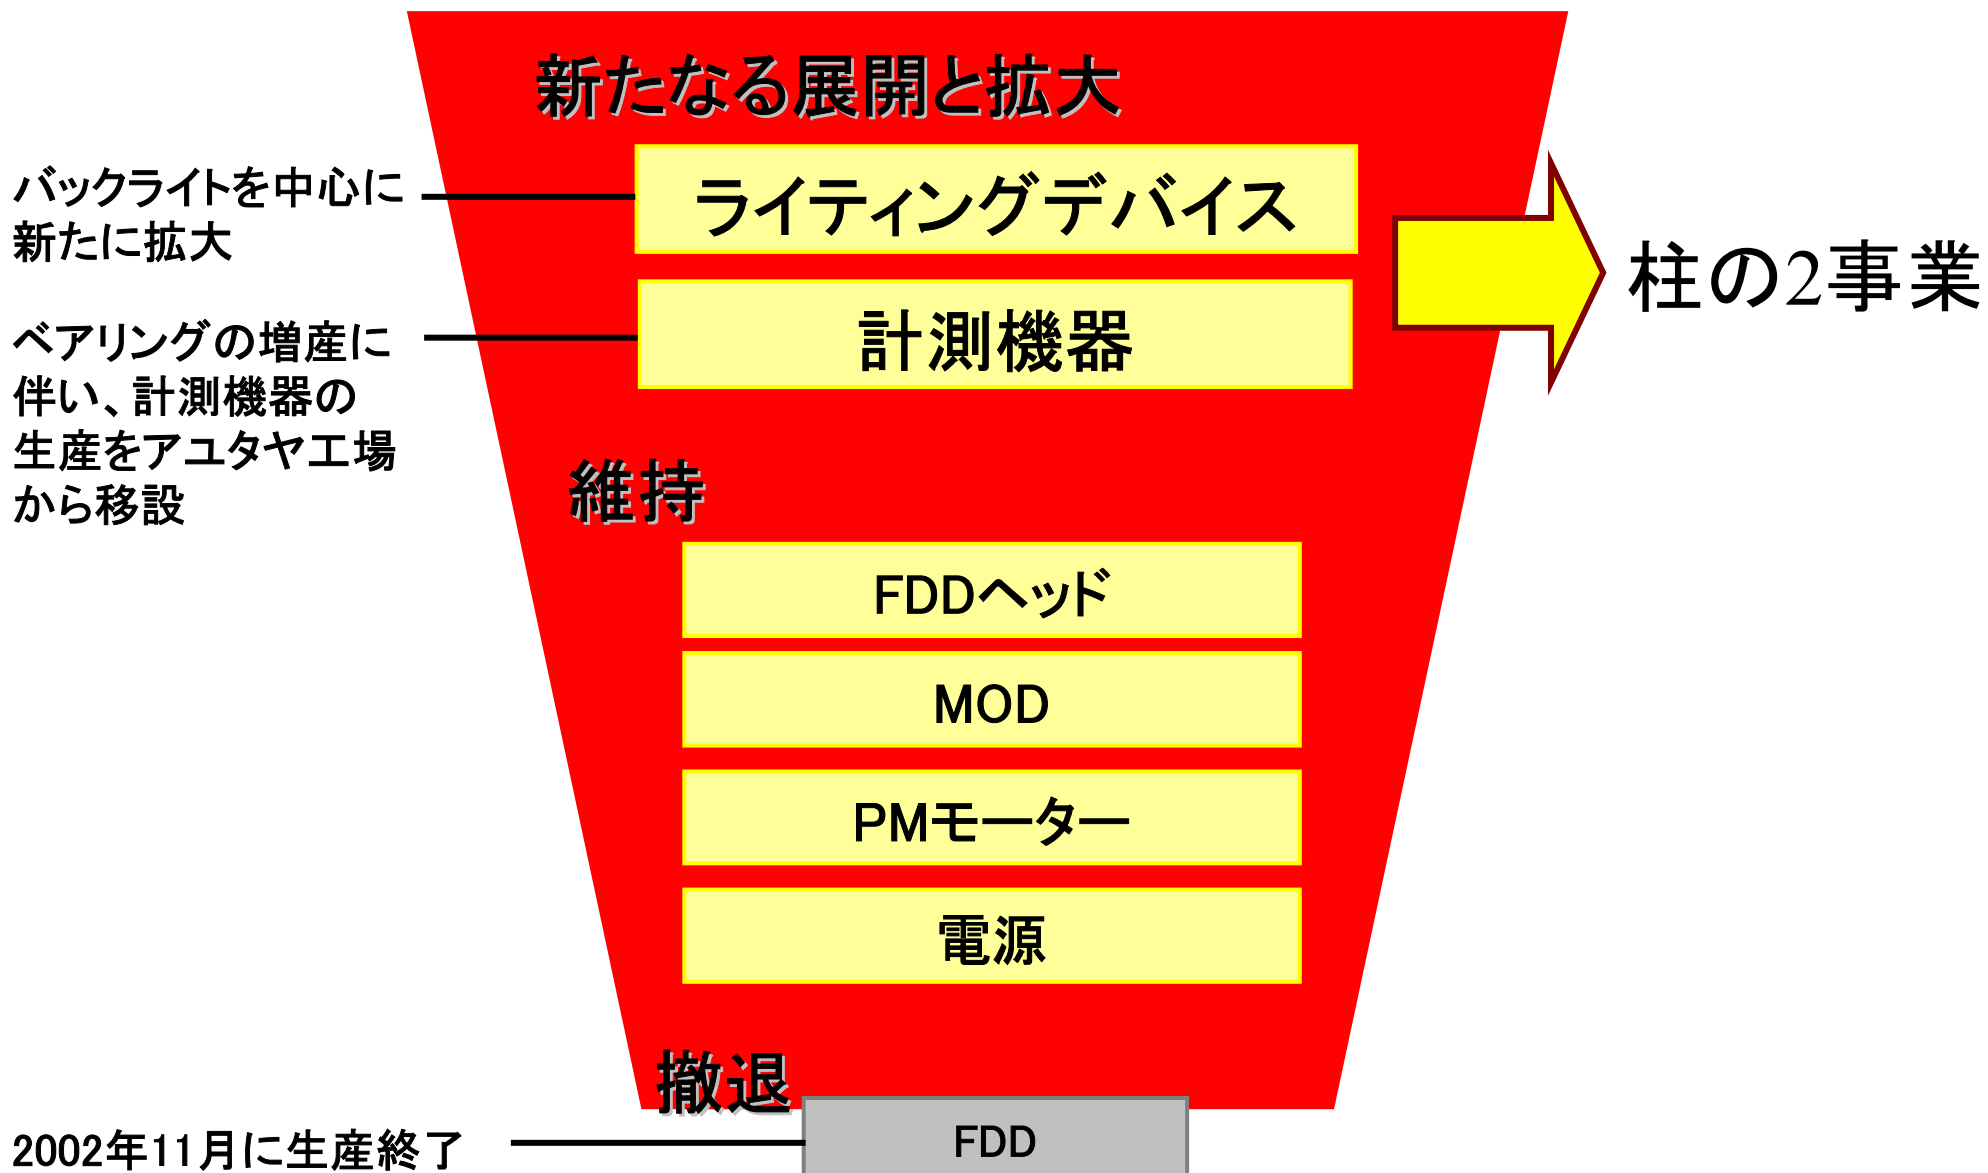 新たなる展開と拡大
バックライトを中心に
新たに拡大
ライティングデバイス
柱の2事業
ベアリングの増産に
伴い、計測機器の
生産をアユタヤ工場
から移設
計測機器
維持
FDDヘッド
MOD
PMモーター
電源
撤退
2002年11月に生産終了
FDD